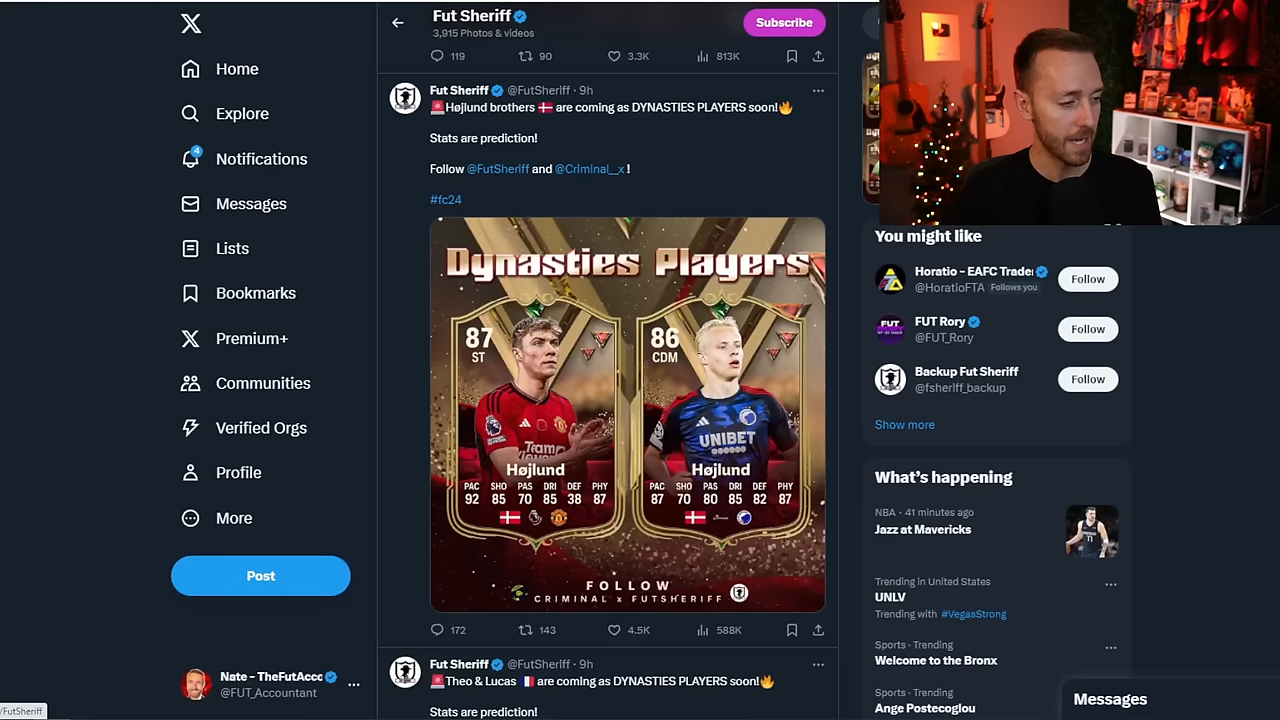 Home
Explore
4
Notifications
Messages
Lists
Bookmarks
Premium+
Communities
Verified Orgs
Profile
More
Post
Nate - TheFutAcc
@FUT_Accountant
/FutSheriff
Fut Sheriff
3,915 Photos & videos
Subscribe
119 90 3.3K 813K
Fut Sheriff @FutSheriff · 9h
🚨Højlund brothers 🇩🇰 are coming as DYNASTIES PLAYERS soon!🔥
Stats are prediction!
Follow @FutSheriff and @Criminal__x !
#fc24
Dynasties Players
87
ST
Højlund
PAC SHO PAS DRI DEF PHY
92 85 70 85 38 87
86
CDM
UNIBET
Højlund
PAC SHO PAS DRI DEF PHY
87 70 80 85 82 87
FOLLOW
CRIMINAL x FUTSHERIFF
172 143 4.5K 588K
Fut Sheriff @FutSheriff · 9h
🚨Theo & Lucas 🇫🇷 are coming as DYNASTIES PLAYERS soon!🔥
Stats are prediction!
You might like
Horatio - EAFC Trade
@HoratioFTA Follows you
Follow
FUT
FUT Rory
@FUT_Rory
Follow
Backup Fut Sheriff
@fsheriff_backup
Follow
Show more
What's happening
NBA · 41 minutes ago
Jazz at Mavericks
Trending in United States
UNLV
Trending with #VegasStrong
Sports · Trending
Welcome to the Bronx
Sports · Trending
Ange Postecoglou
Messages